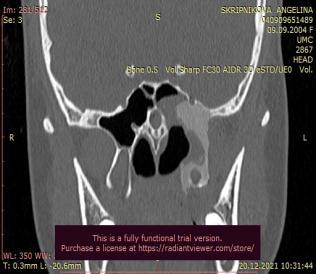 Im: 281/512
Se: 3
S
SKRIPNIKOVA ANGELINA
040909651489
09.09.2004 F
UMC
2867
HEAD
Bone 0.5 Vol Sharp FC30 AIDR 3D eSTD/UE0 Vol.
R
L
This is a fully functional trial version.
Purchase a license at https://radiantviewer.com/store/
WL: 350 WW:
T: 0.3mm L: -20.6mm
20.12.2021 10:31:44